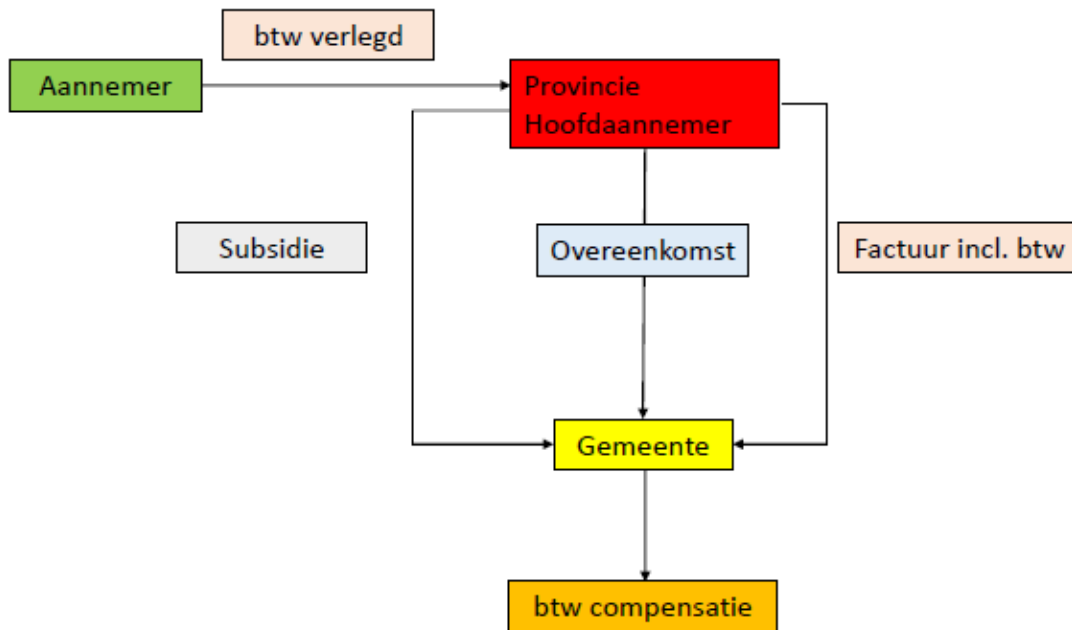 btw verlegd
Aannemer
Provincie
Hoofdaannemer
Subsidie
Overeenkomst
Factuur incl. btw
Gemeente
btw compensatie